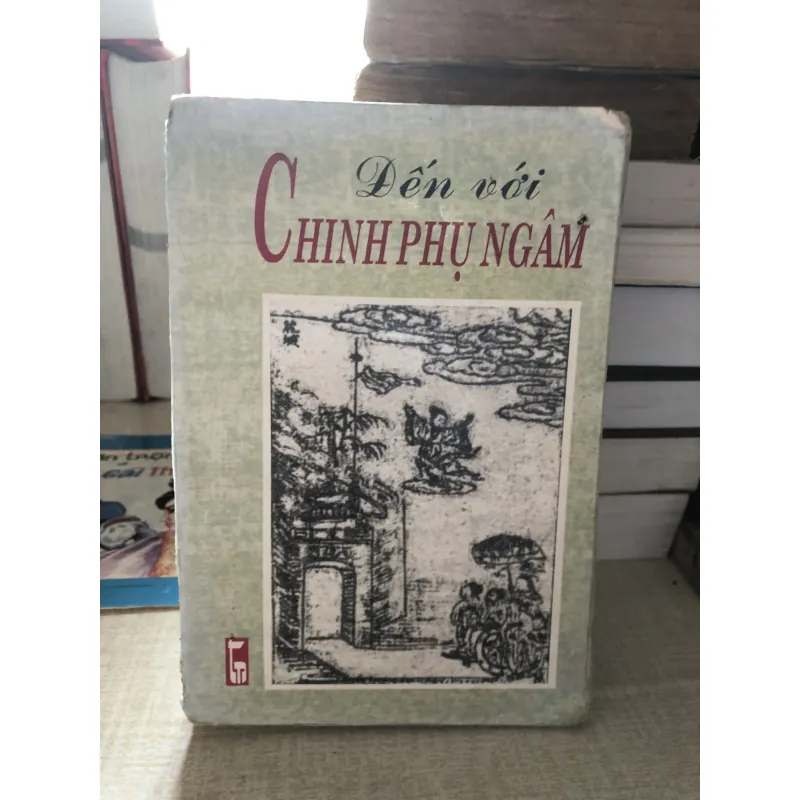 Đến với
CHINH PHỤ NGÂM